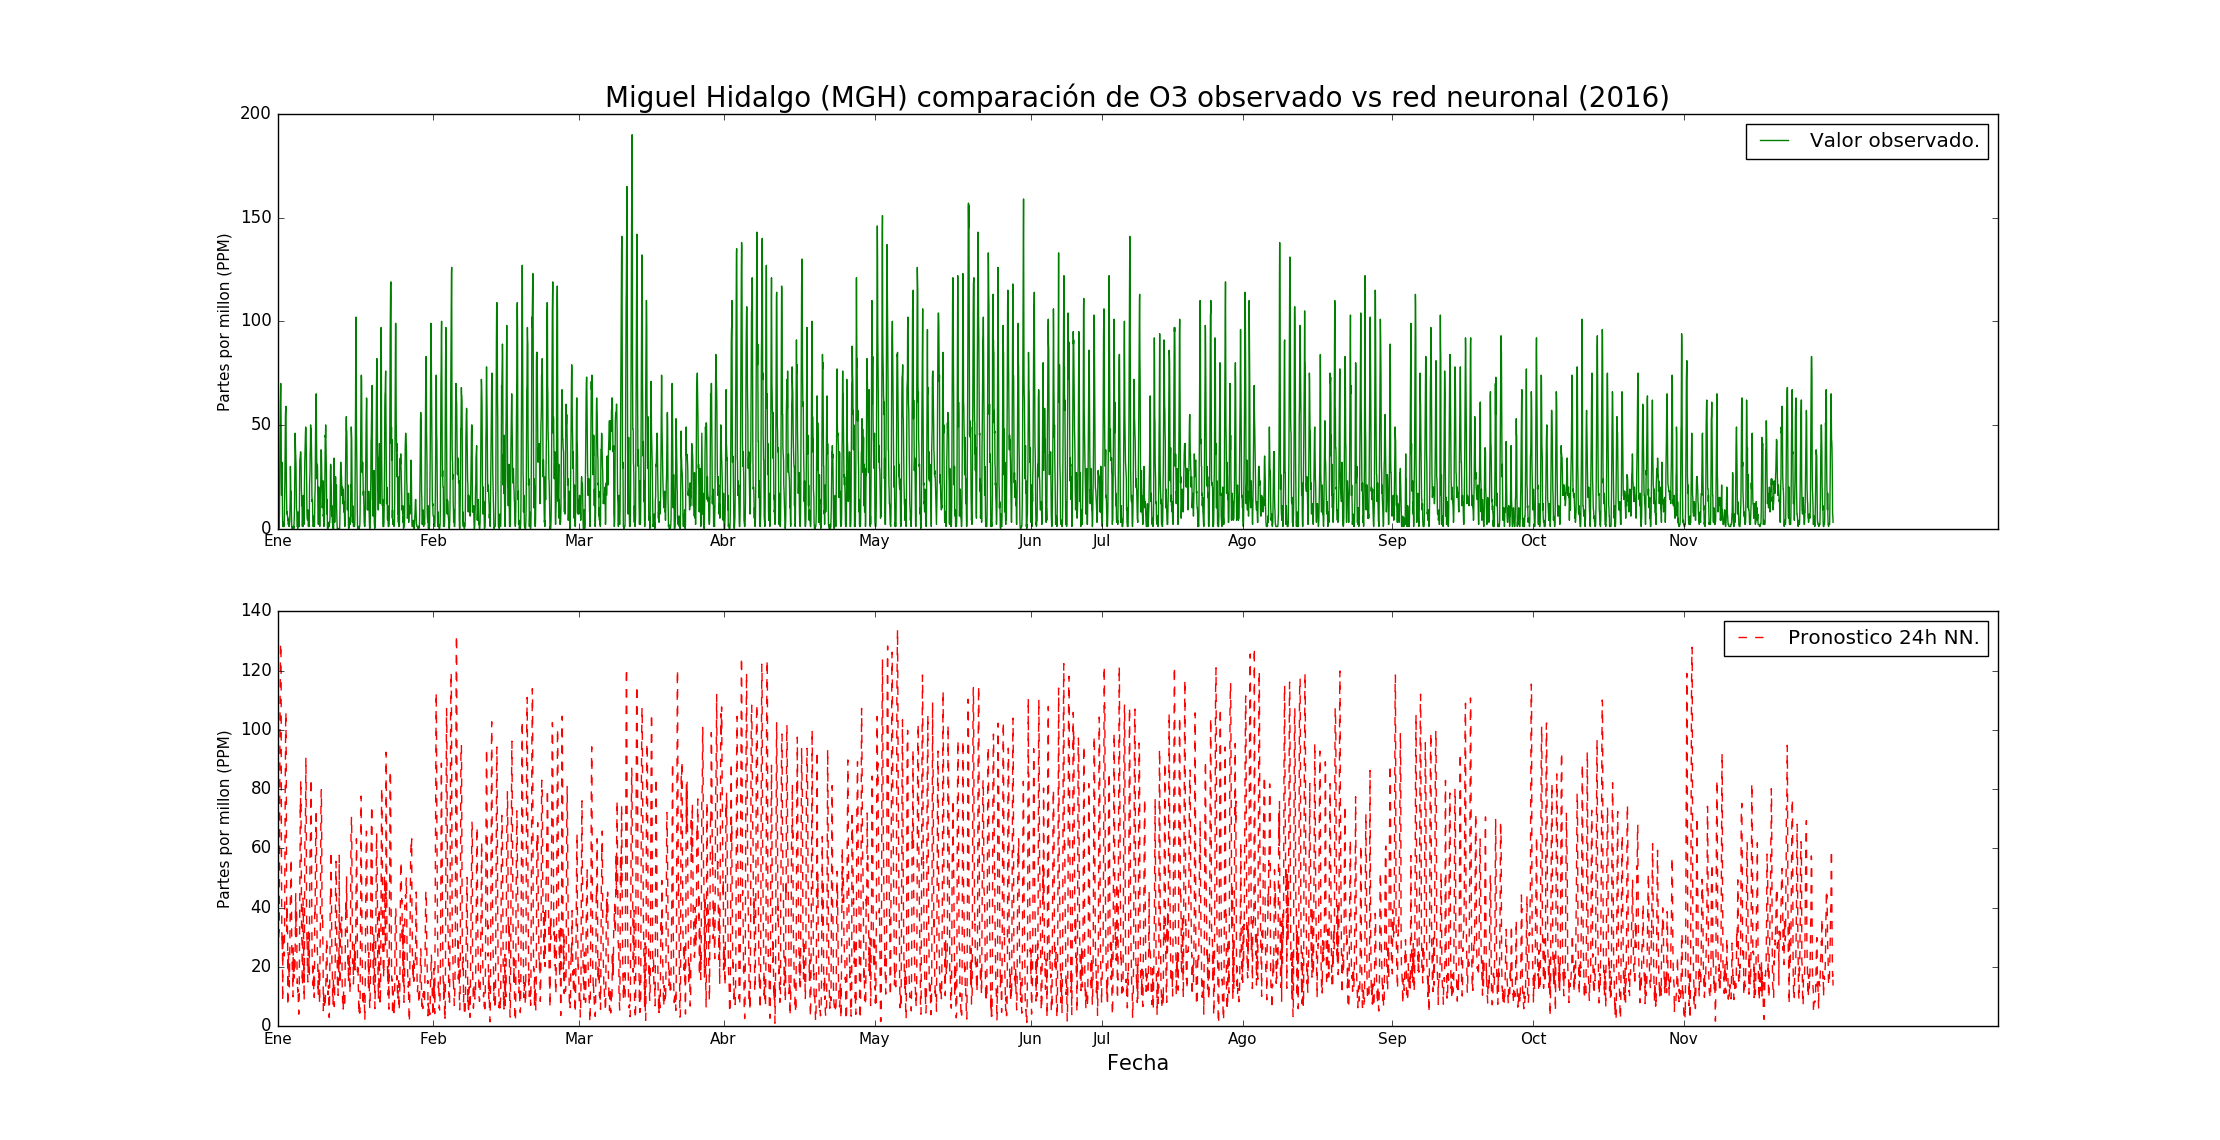 Miguel Hidalgo (MGH) comparación de O3 observado vs red neuronal (2016)
200
150
100
50
0
Partes por millon (PPM)
Valor observado.
Ene Feb Mar Abr May Jun Jul Ago Sep Oct Nov
140
120
100
80
60
40
20
0
Partes por millon (PPM)
Pronostico 24h NN.
Ene Feb Mar Abr May Jun Jul Ago Sep Oct Nov
Fecha